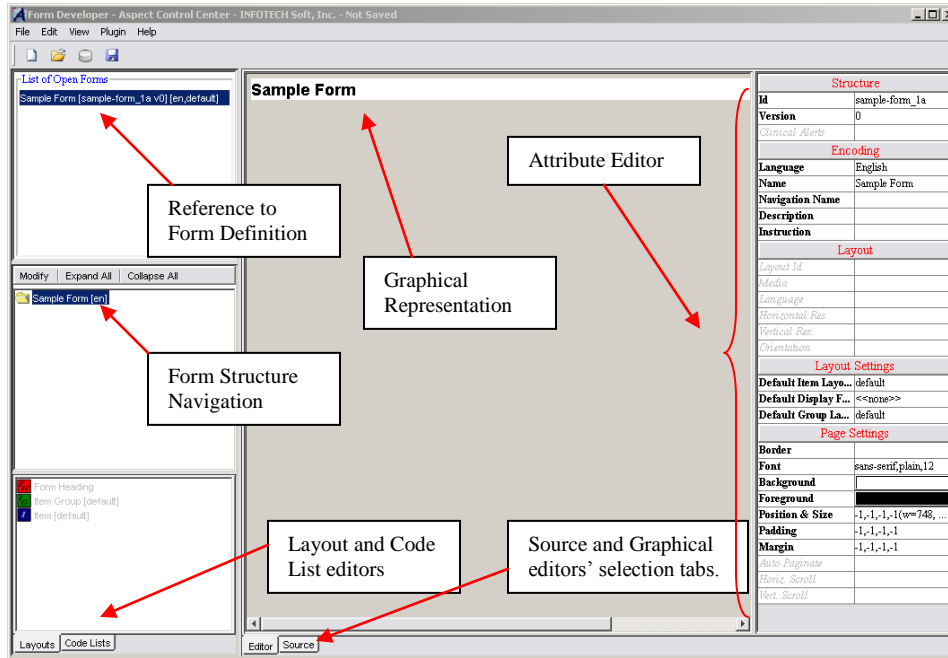 Form Developer - Aspect Control Center - INFOTECH Soft, Inc. - Not Saved
File Edit View Plugin Help
List of Open Forms
Sample Form [sample-form_1a v0] [en,default]
Reference to
Form Definition
Modify Expand All Collapse All
Sample Form [en]
Form Structure
Navigation
Form Heading
Item Group [default]
Item [default]
Layout and Code
List editors
Layouts Code Lists
Sample Form
Attribute Editor
Graphical
Representation
Source and Graphical
editors' selection tabs.
Editor Source
Structure
Id sample-form_1a
Version 0
Clinical Alerts
Encoding
Language English
Name Sample Form
Navigation Name
Description
Instruction
Layout
Layout Id
Media
Language
Horizontal Res.
Vertical Res.
Orientation
Layout Settings
Default Item Layo... default
Default Display F... <<none>>
Default Group La... default
Page Settings
Border
Font sans-serif,plain,12
Background
Foreground
Position & Size -1,-1,-1,-1(w=748, ...
Padding -1,-1,-1,-1
Margin -1,-1,-1,-1
Auto Paginate
Horiz. Scroll
Vert. Scroll